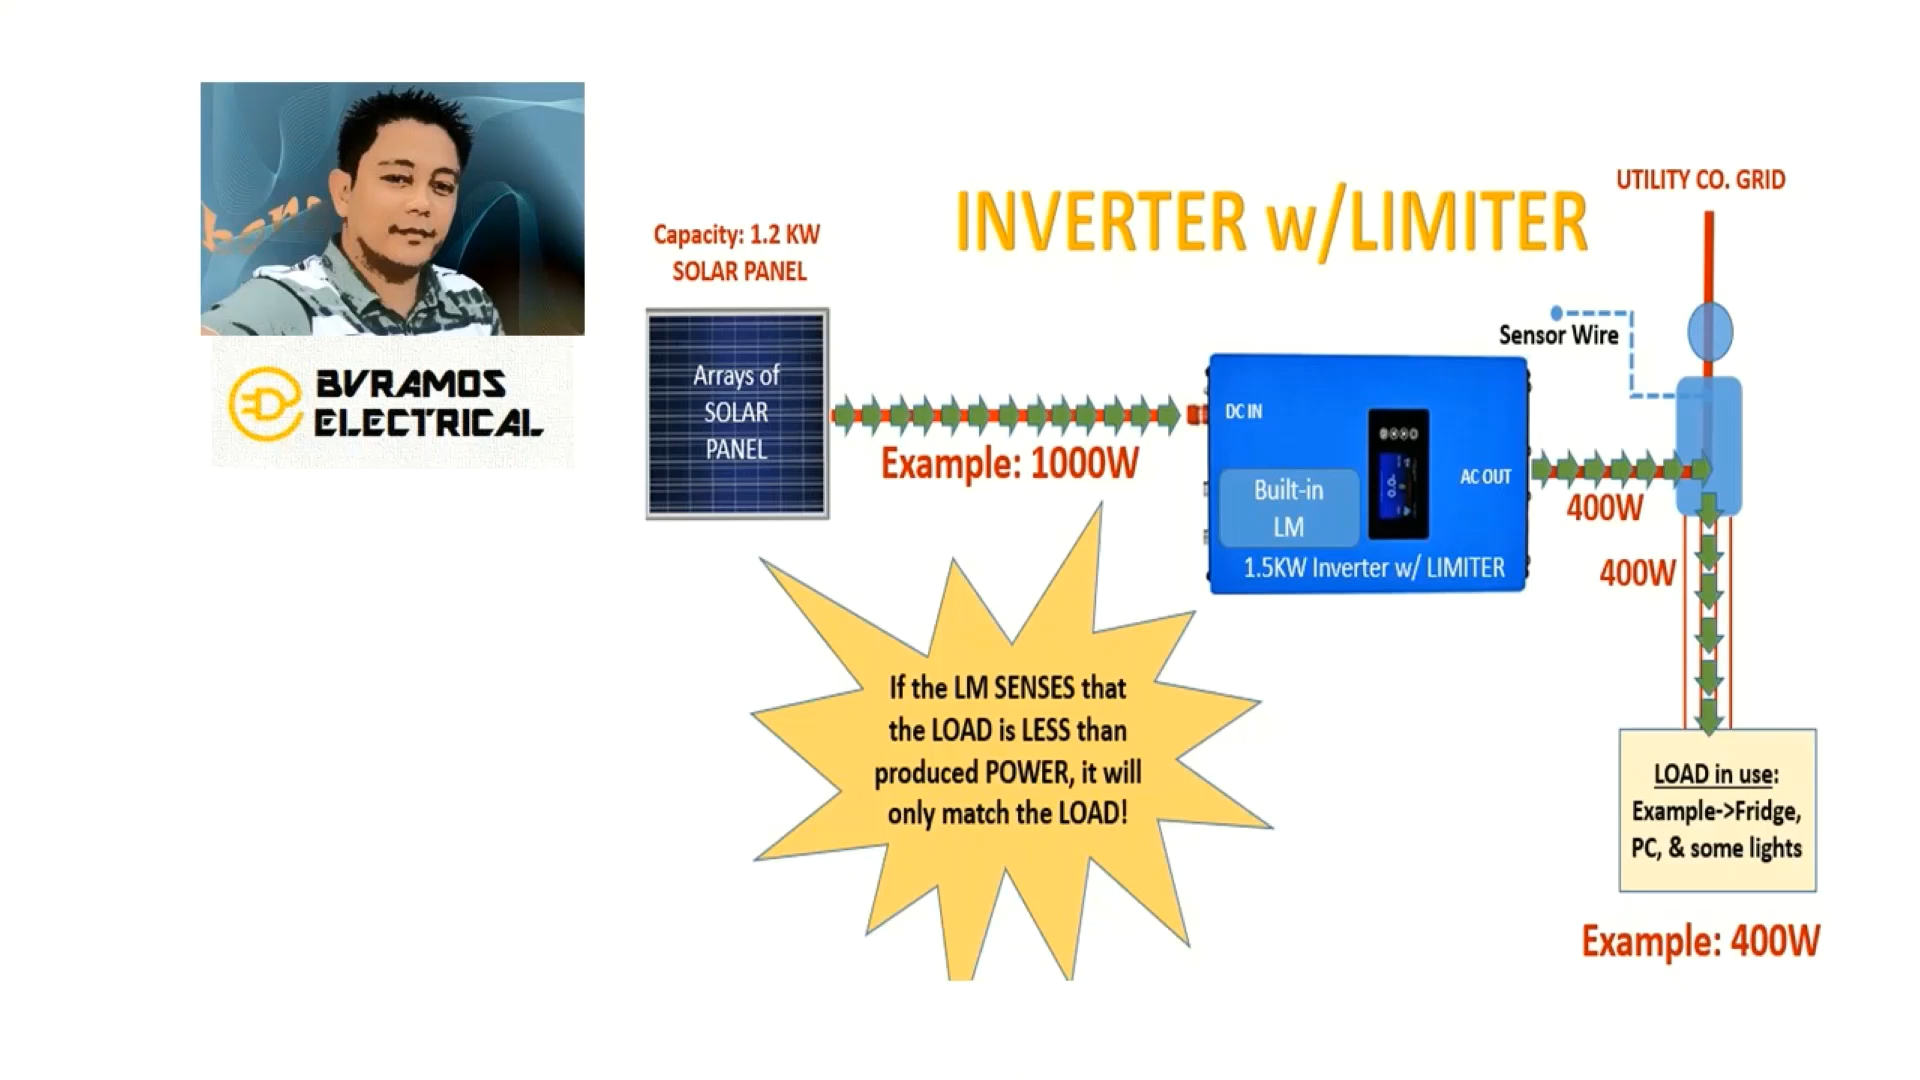 BVRAMOS
ELECTRICAL
Capacity: 1.2 KW
SOLAR PANEL
Arrays of
SOLAR
PANEL
Example: 1000W
INVERTER w/LIMITER
UTILITY CO. GRID
Sensor Wire
DC IN
AC OUT
Built-in
LM
1.5KW Inverter w/ LIMITER
400W
400W
If the LM SENSES that
the LOAD is LESS than
produced POWER, it will
only match the LOAD!
LOAD in use:
Example->Fridge,
PC, & some lights
Example: 400W